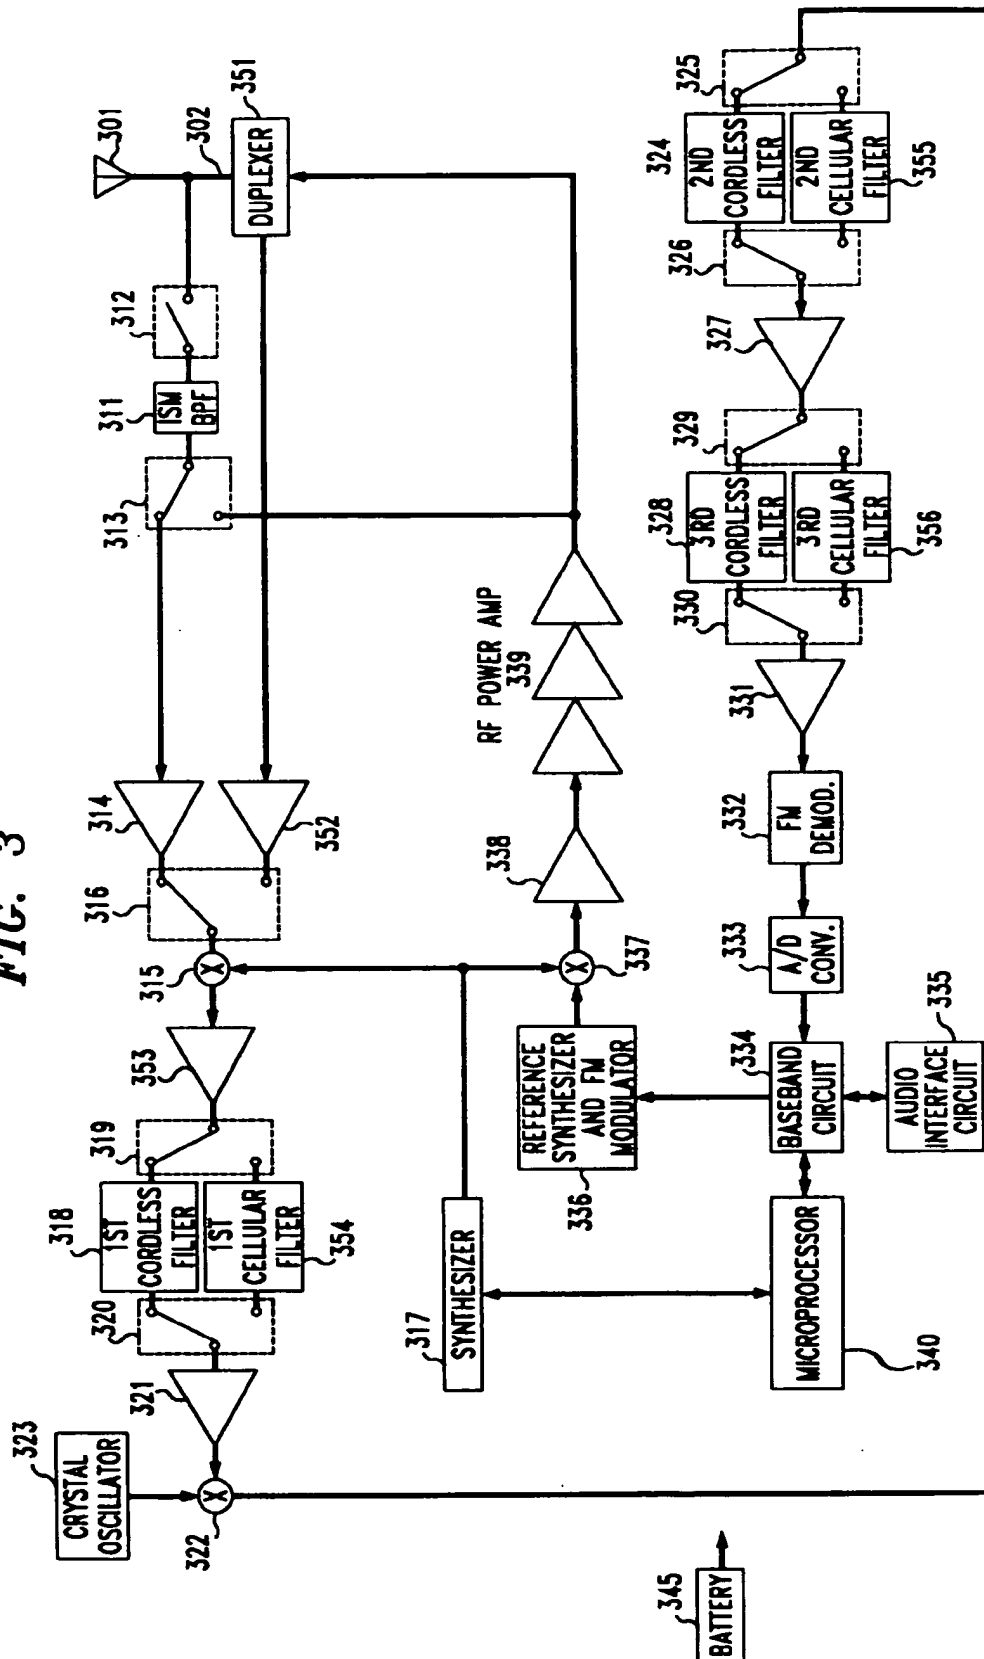 FIG. 3
323
CRYSTAL
OSCILLATOR
322
321
320
318
1ST
CORDLESS
FILTER
1ST
CELLULAR
FILTER
354
319
353
315
316
314
352
313
311
ISM
BPF
312
301
302
351
DUPLEXER
317
SYNTHESIZER
REFERENCE
SYNTHESIZER
AND FM
MODULATOR
336
337
338
RF POWER AMP
339
345
BATTERY
MICROPROCESSOR
340
334
BASEBAND
CIRCUIT
AUDIO
INTERFACE
CIRCUIT
335
333
A/D
CONV.
332
FM
DEMOD.
331
330
328
3RD
CORDLESS
FILTER
3RD
CELLULAR
FILTER
356
329
327
326
324
2ND
CORDLESS
FILTER
2ND
CELLULAR
FILTER
355
325